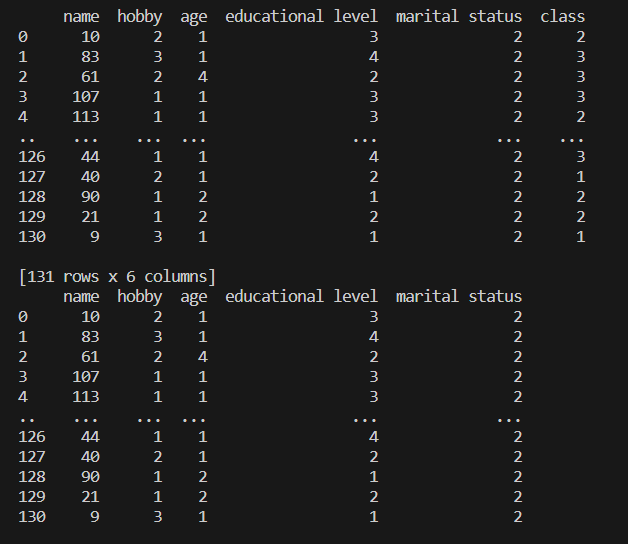 name hobby age educational level marital status class
0 10 2 1 3 2 2
1 83 3 1 4 2 3
2 61 2 4 2 2 3
3 107 1 1 3 2 3
4 113 1 1 3 2 2
.. ... ... ... ... ... ...
126 44 1 1 4 2 3
127 40 2 1 2 2 1
128 90 1 2 1 2 2
129 21 1 2 2 2 2
130 9 3 1 1 2 1
[131 rows x 6 columns]
name hobby age educational level marital status
0 10 2 1 3 2
1 83 3 1 4 2
2 61 2 4 2 2
3 107 1 1 3 2
4 113 1 1 3 2
.. ... ... ... ... ...
126 44 1 1 4 2
127 40 2 1 2 2
128 90 1 2 1 2
129 21 1 2 2 2
130 9 3 1 1 2